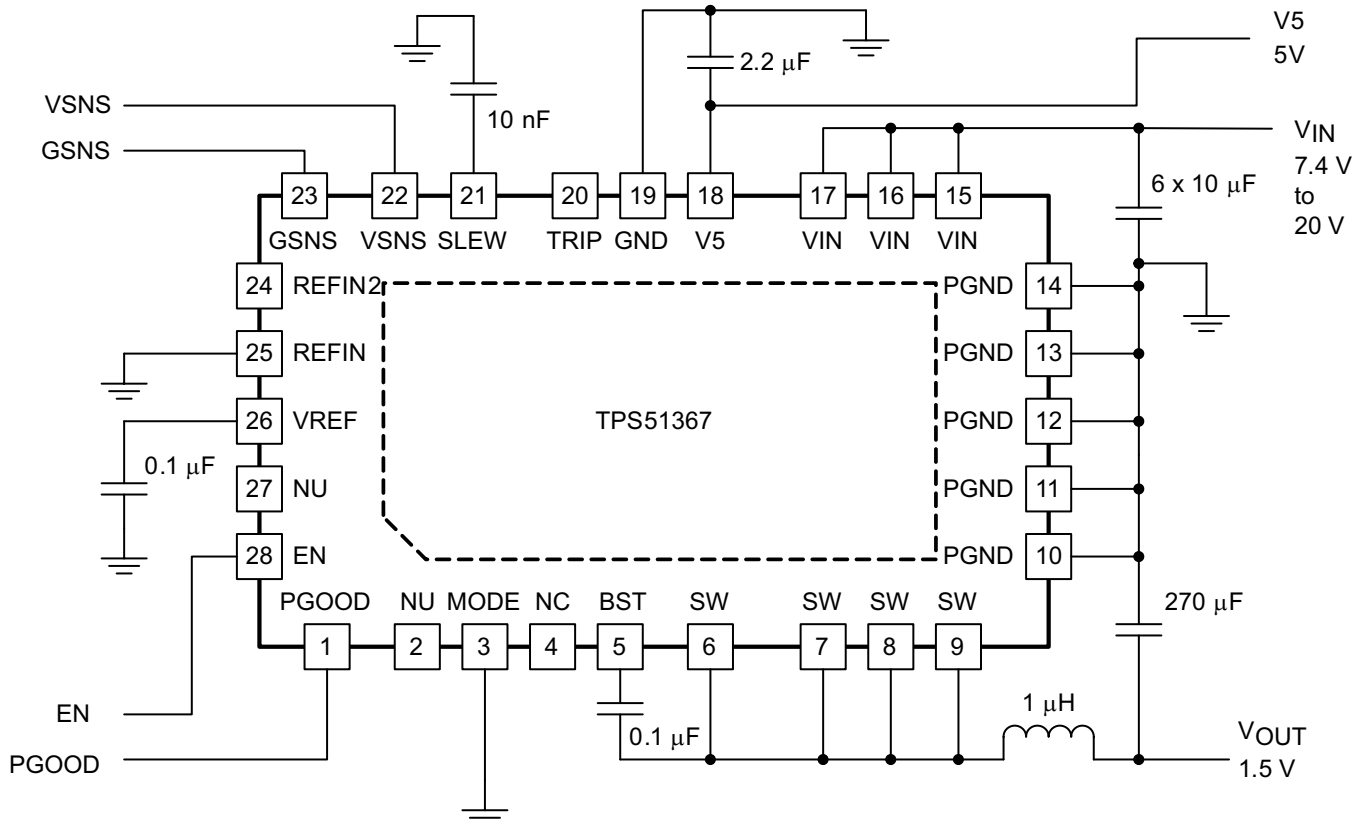 V5
5V
2.2 μF
VSNS
10 nF
GSNS
VIN
7.4 V
to
20 V
6 x 10 μF
23 22 21 20 19 18 17 16 15
GSNS VSNS SLEW TRIP GND V5 VIN VIN VIN
24 REFIN2
PGND 14
25 REFIN
PGND 13
26 VREF
TPS51367
PGND 12
0.1 μF
27 NU
PGND 11
28 EN
PGND 10
PGOOD NU MODE NC BST SW SW SW SW
270 μF
1 2 3 4 5 6 7 8 9
EN
1 μH
0.1 μF
VOUT
1.5 V
PGOOD